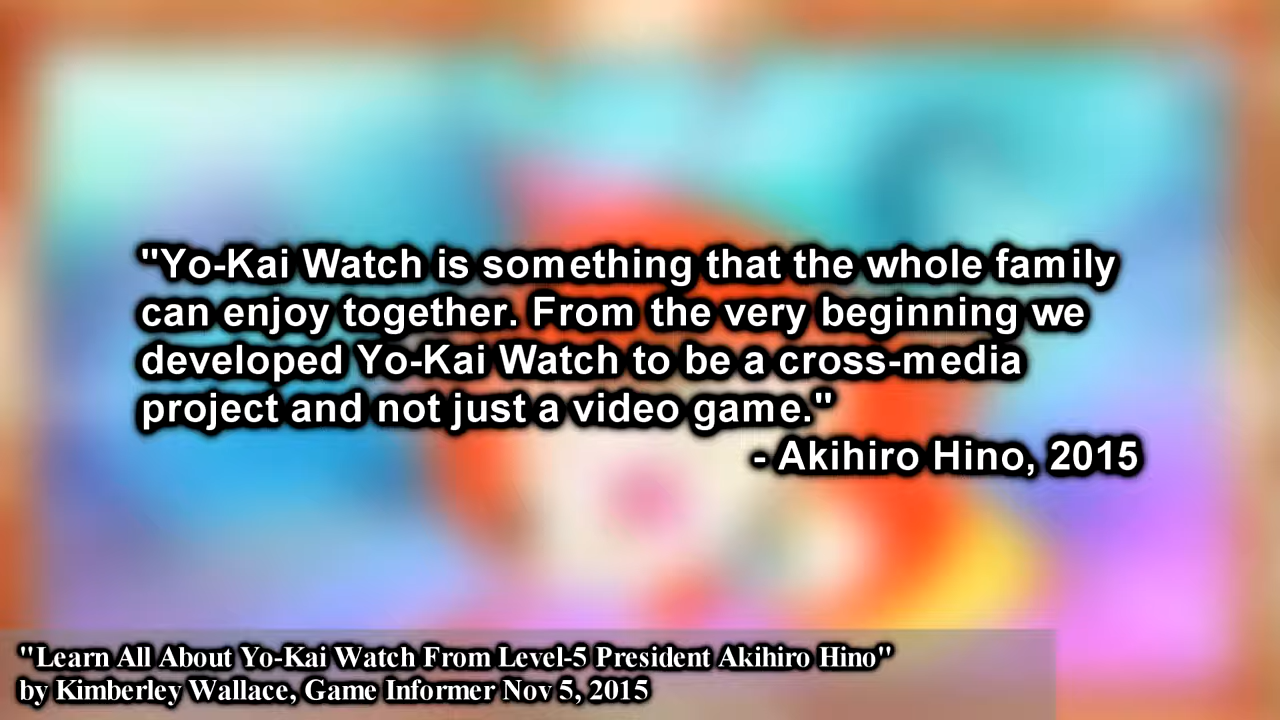 "Yo-Kai Watch is something that the whole family
can enjoy together. From the very beginning we
developed Yo-Kai Watch to be a cross-media
project and not just a video game."
- Akihiro Hino, 2015
"Learn All About Yo-Kai Watch From Level-5 President Akihiro Hino"
by Kimberley Wallace, Game Informer Nov 5, 2015